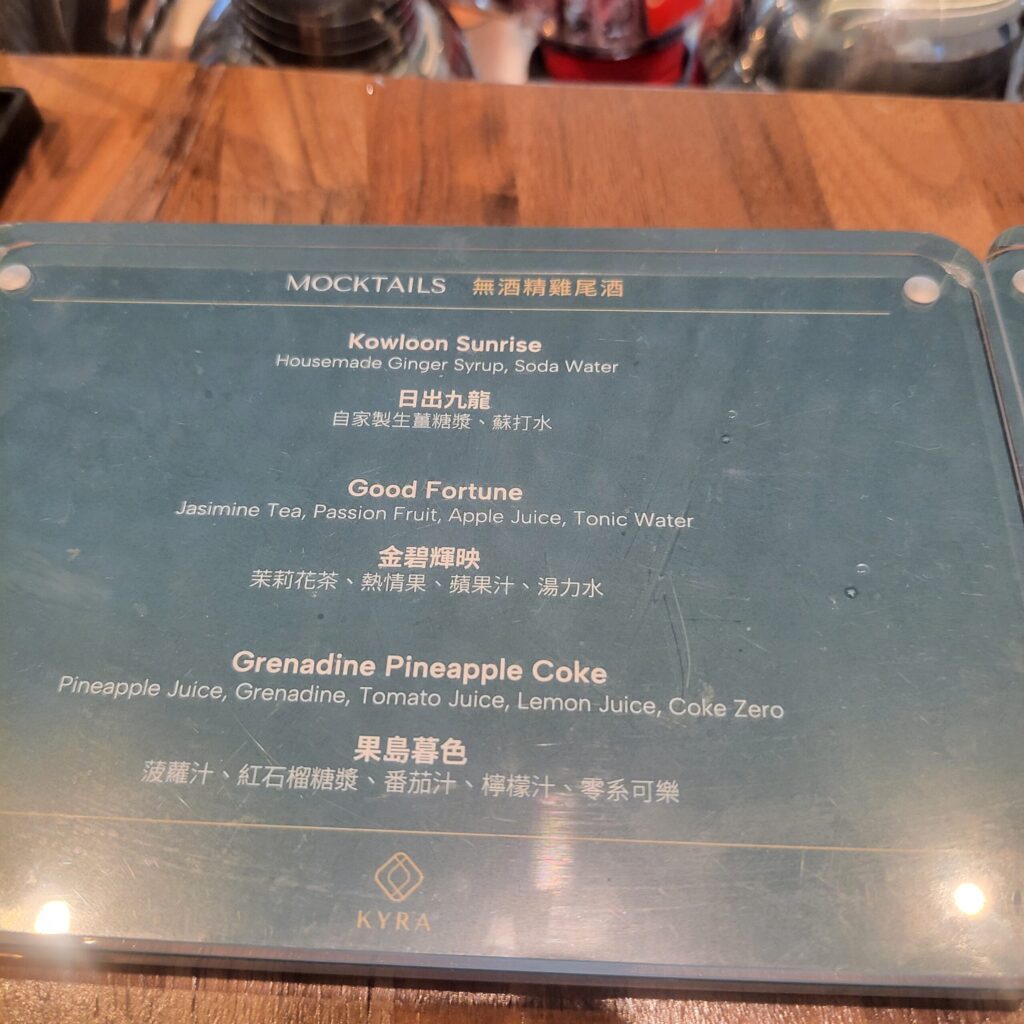 MOCKTAILS 無酒精雞尾酒
Kowloon Sunrise
Housemade Ginger Syrup, Soda Water
日出九龍
自家製生薑糖漿、蘇打水
Good Fortune
Jasimine Tea, Passion Fruit, Apple Juice, Tonic Water
金碧輝映
茉莉花茶、熱情果、蘋果汁、湯力水
Grenadine Pineapple Coke
Pineapple Juice, Grenadine, Tomato Juice, Lemon Juice, Coke Zero
果島暮色
菠蘿汁、紅石榴糖漿、番茄汁、檸檬汁、零系可樂
KYRA